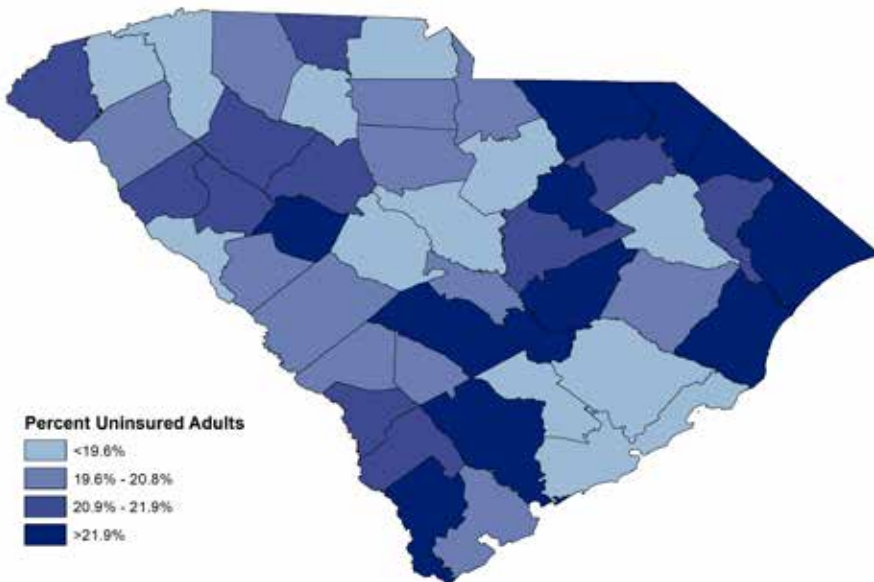 Percent Uninsured Adults
<19.6%
19.6% - 20.8%
20.9% - 21.9%
>21.9%